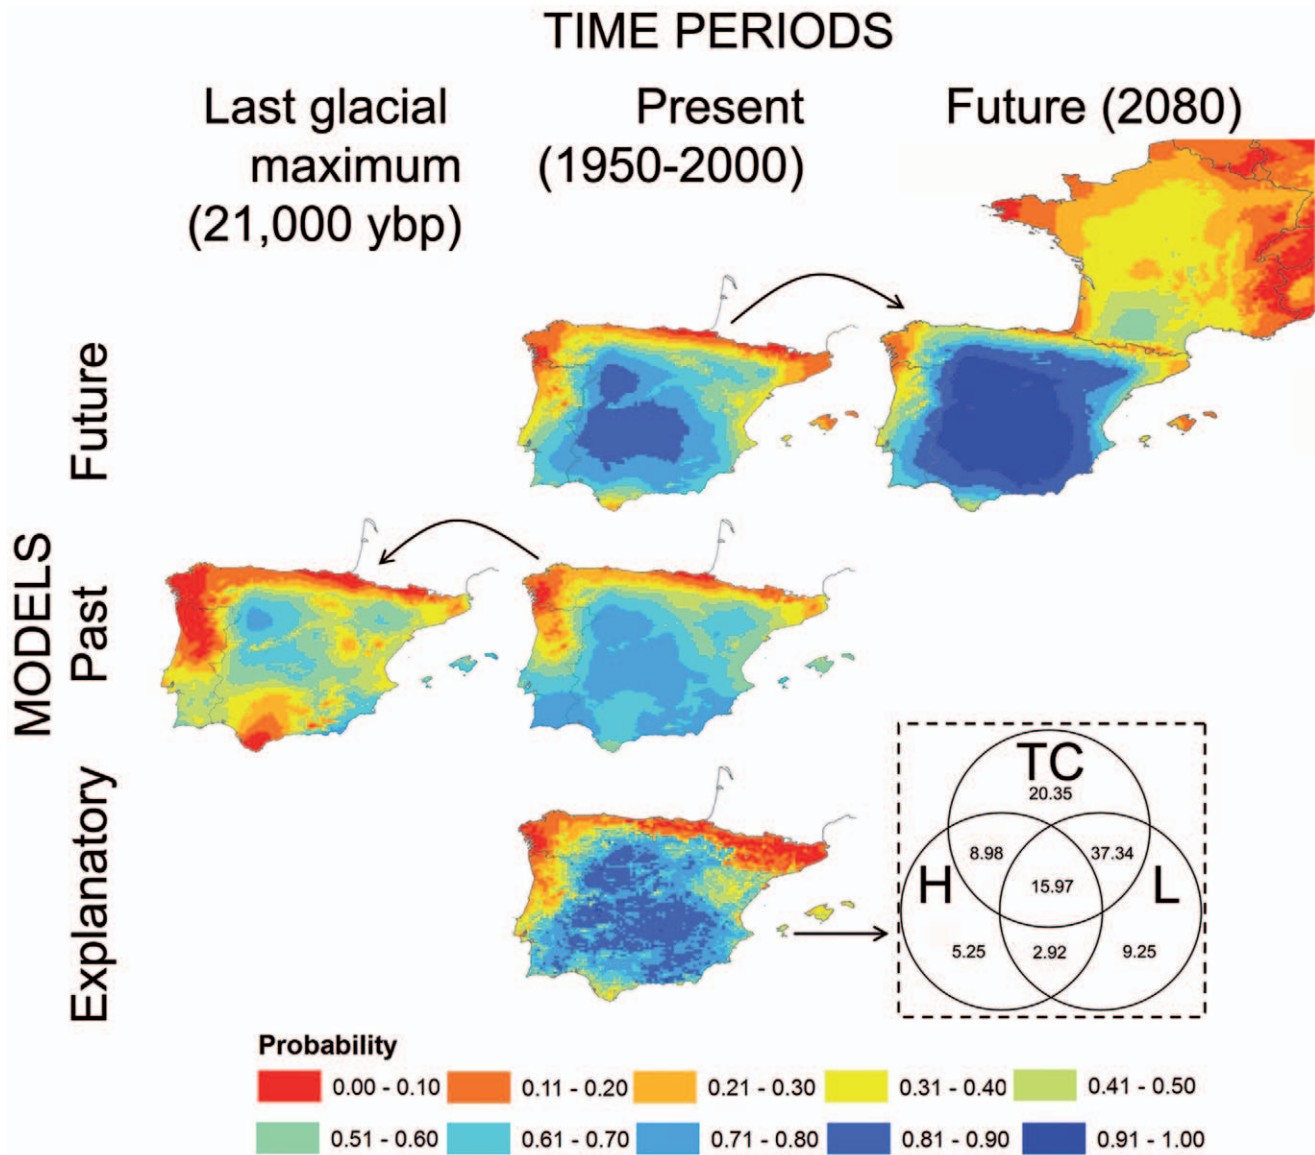 TIME PERIODS
Last glacial
maximum
(21,000 ybp)
Present
(1950-2000)
Future (2080)
MODELS
Future
Past
Explanatory
TC
20.35
8.98
37.34
15.97
H
L
5.25
2.92
9.25
Probability
0.00 - 0.10
0.11 - 0.20
0.21 - 0.30
0.31 - 0.40
0.41 - 0.50
0.51 - 0.60
0.61 - 0.70
0.71 - 0.80
0.81 - 0.90
0.91 - 1.00